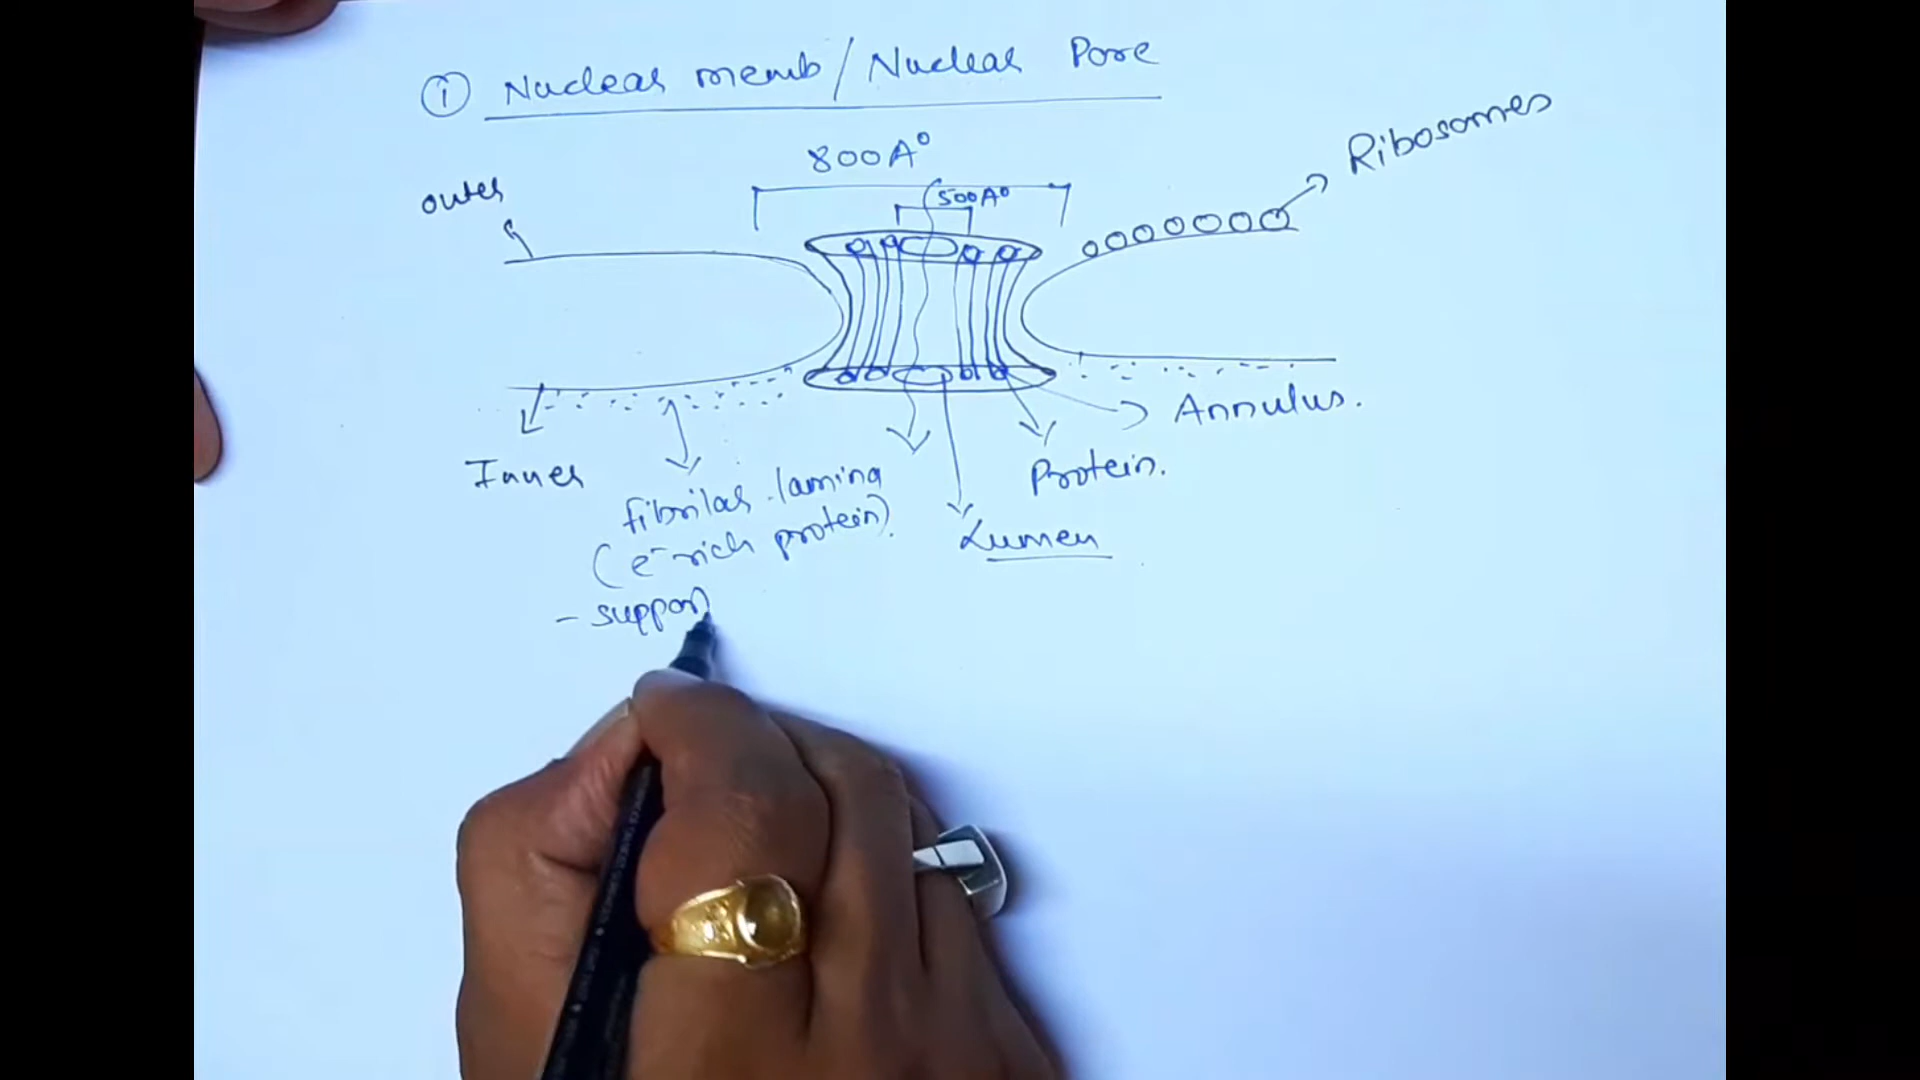 ① Nuclear memb/Nuclear Pore
800A°
Ribosomes
outer
500A°
Annulus.
Inner
Protein.
fibrilar lamina
(e⁻rich protein).
Lumen
- support